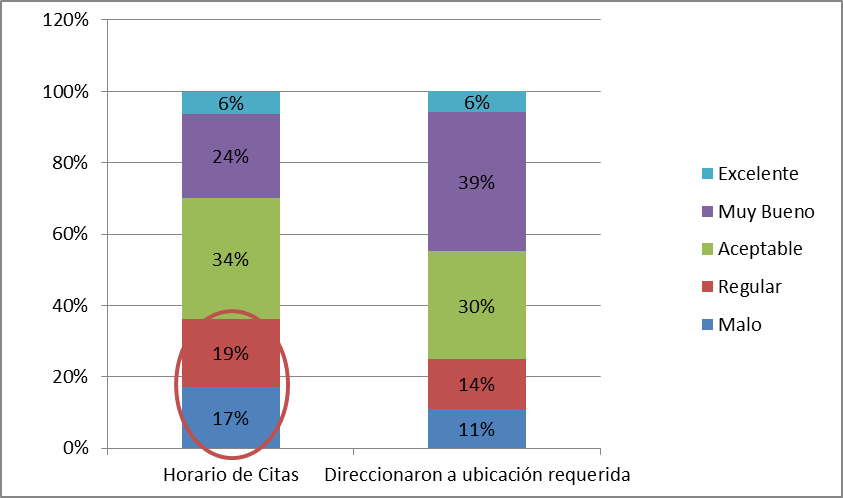 120%
100%
80%
60%
40%
20%
0%
6%
24%
34%
19%
17%
6%
39%
30%
14%
11%
Horario de Citas
Direccionaron a ubicación requerida
Excelente
Muy Bueno
Aceptable
Regular
Malo